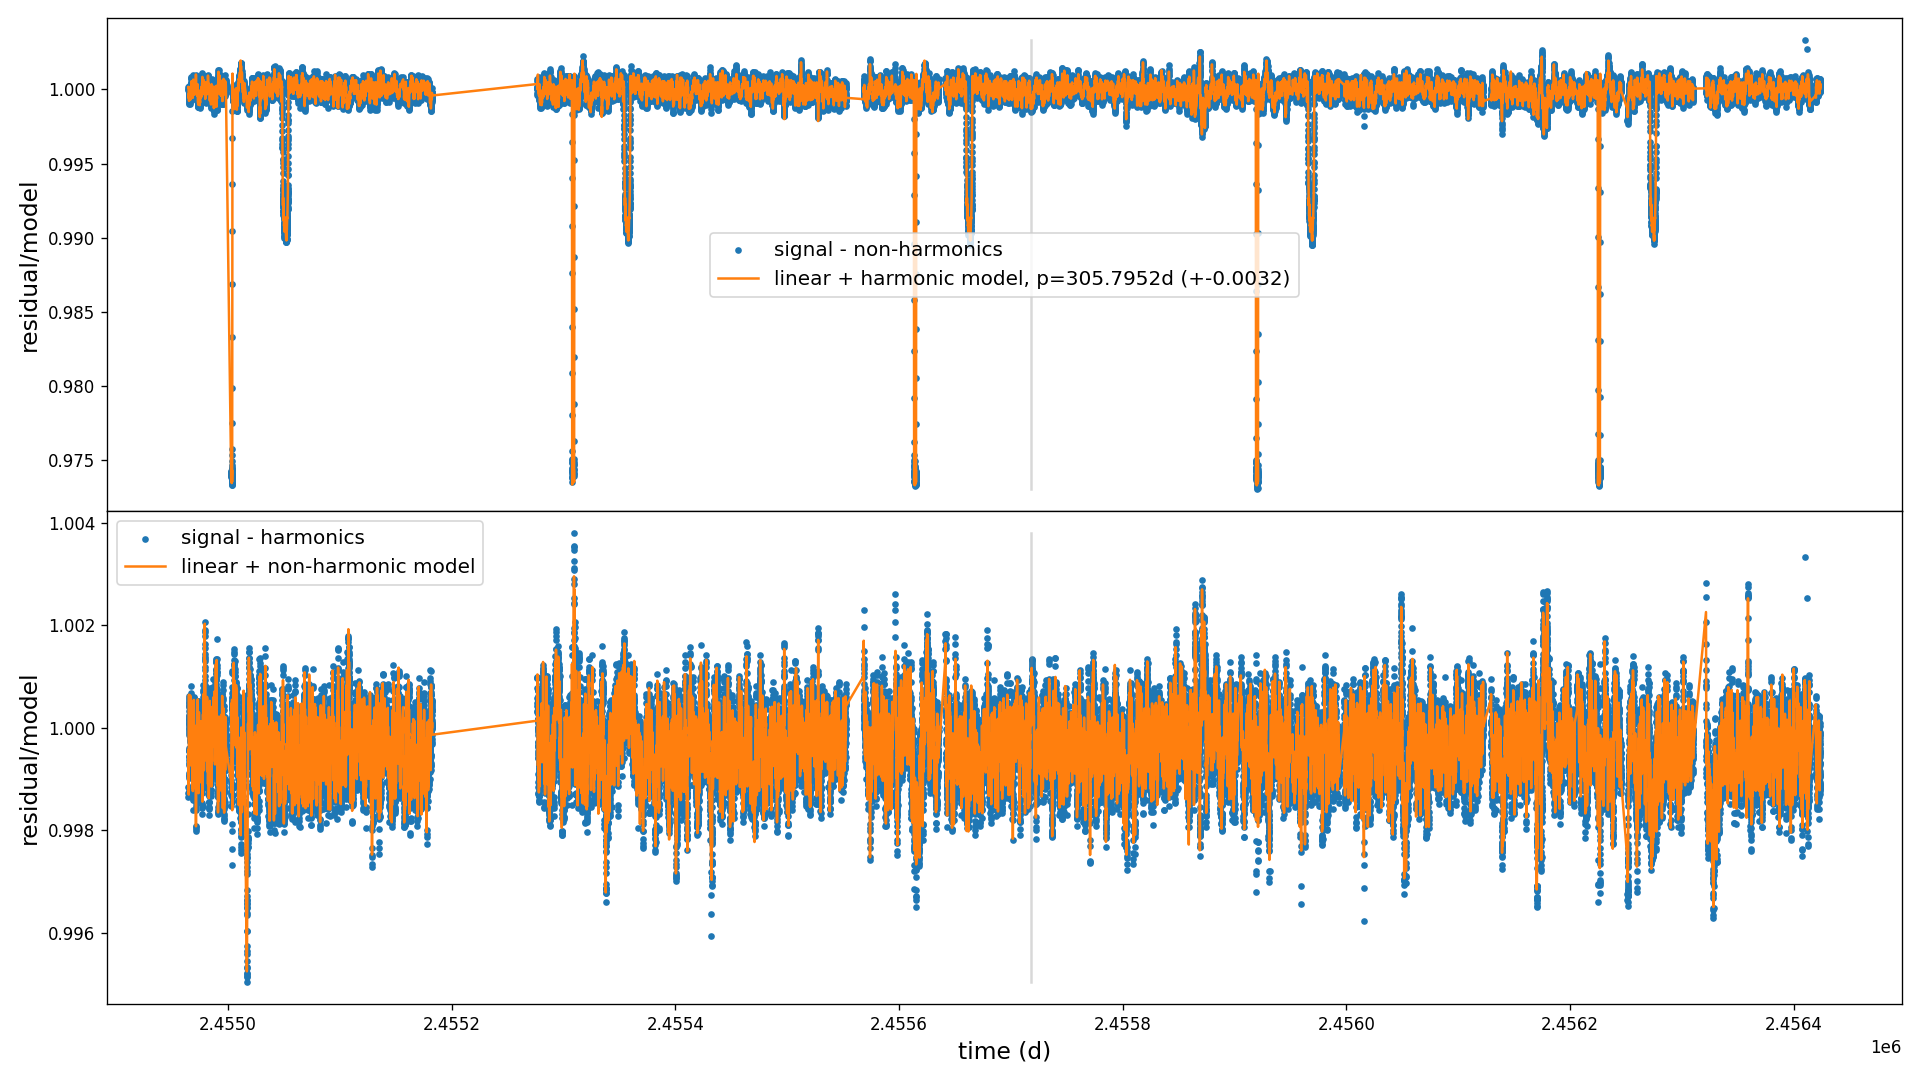 residual/model
1.000
0.995
0.990
0.985
0.980
0.975
signal - non-harmonics
linear + harmonic model, p=305.7952d (+-0.0032)
residual/model
1.004
1.002
1.000
0.998
0.996
signal - harmonics
linear + non-harmonic model
2.4550
2.4552
2.4554
2.4556
2.4558
2.4560
2.4562
2.4564
time (d)
1e6